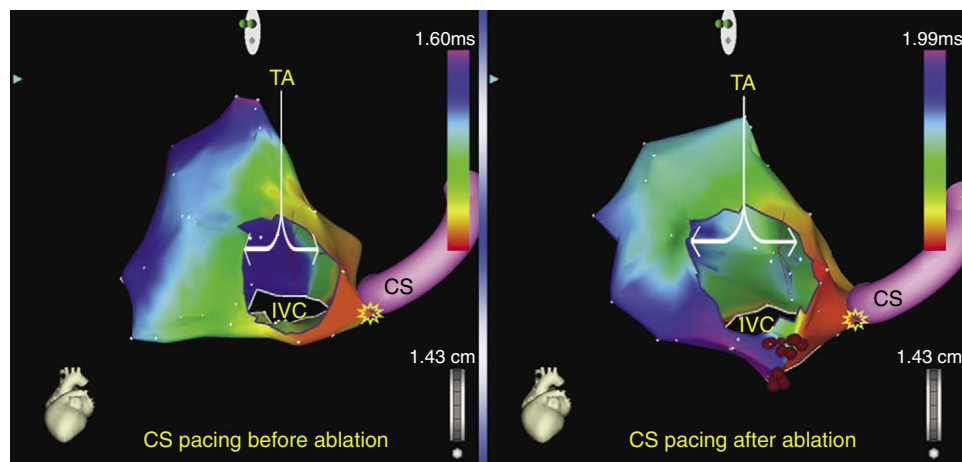 1.60ms
TA
CS
IVC
1.43 cm
CS pacing before ablation
1.99ms
TA
CS
IVC
1.43 cm
CS pacing after ablation